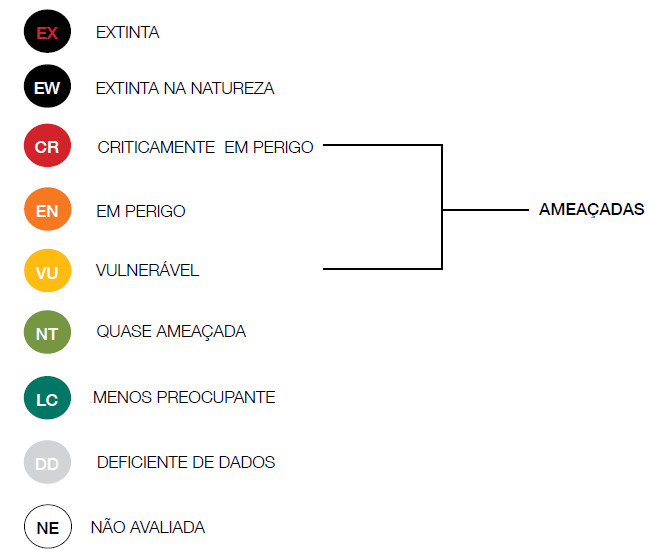 EX EXTINTA
EW EXTINTA NA NATUREZA
CR CRITICAMENTE EM PERIGO
EN EM PERIGO
AMEAÇADAS
VU VULNERÁVEL
NT QUASE AMEAÇADA
LC MENOS PREOCUPANTE
DD DEFICIENTE DE DADOS
NE NÃO AVALIADA